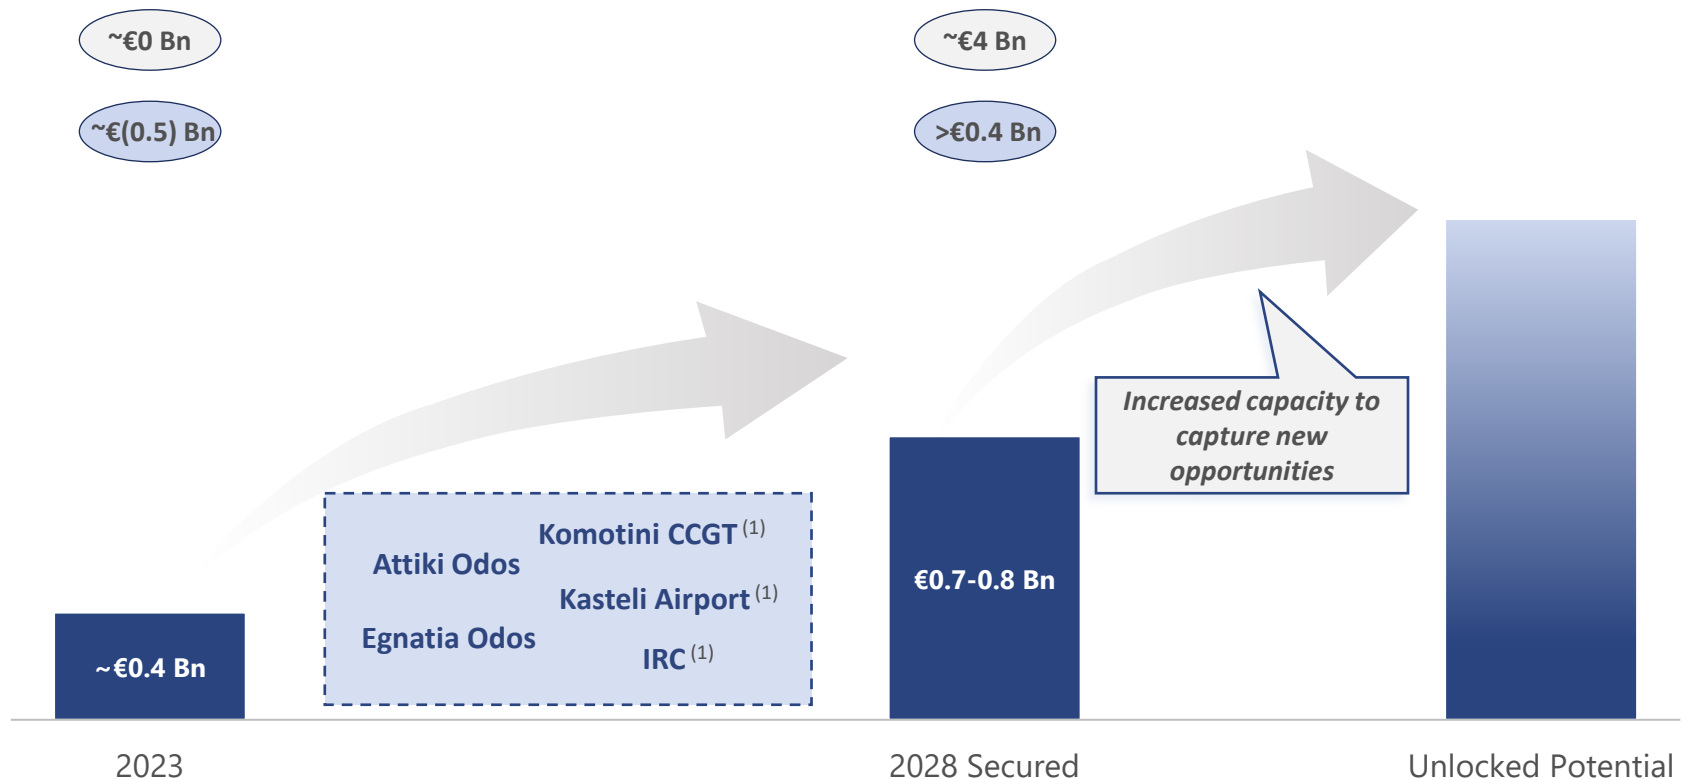 ~€0 Bn
~€4 Bn
~€(0.5) Bn
>€0.4 Bn
Increased capacity to
capture new
opportunities
Komotini CCGT (1)
Attiki Odos
Kasteli Airport (1)
Egnatia Odos
IRC (1)
€0.7-0.8 Bn
~€0.4 Bn
2023
2028 Secured
Unlocked Potential